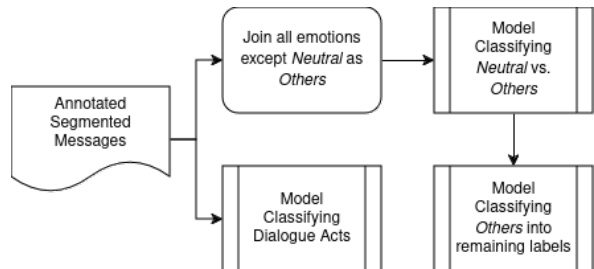 Annotated
Segmented
Messages
Join all emotions
except Neutral as
Others
Model
Classifying
Neutral vs.
Others
Model
Classifying
Dialogue Acts
Model
Classifying
Others into
remaining labels